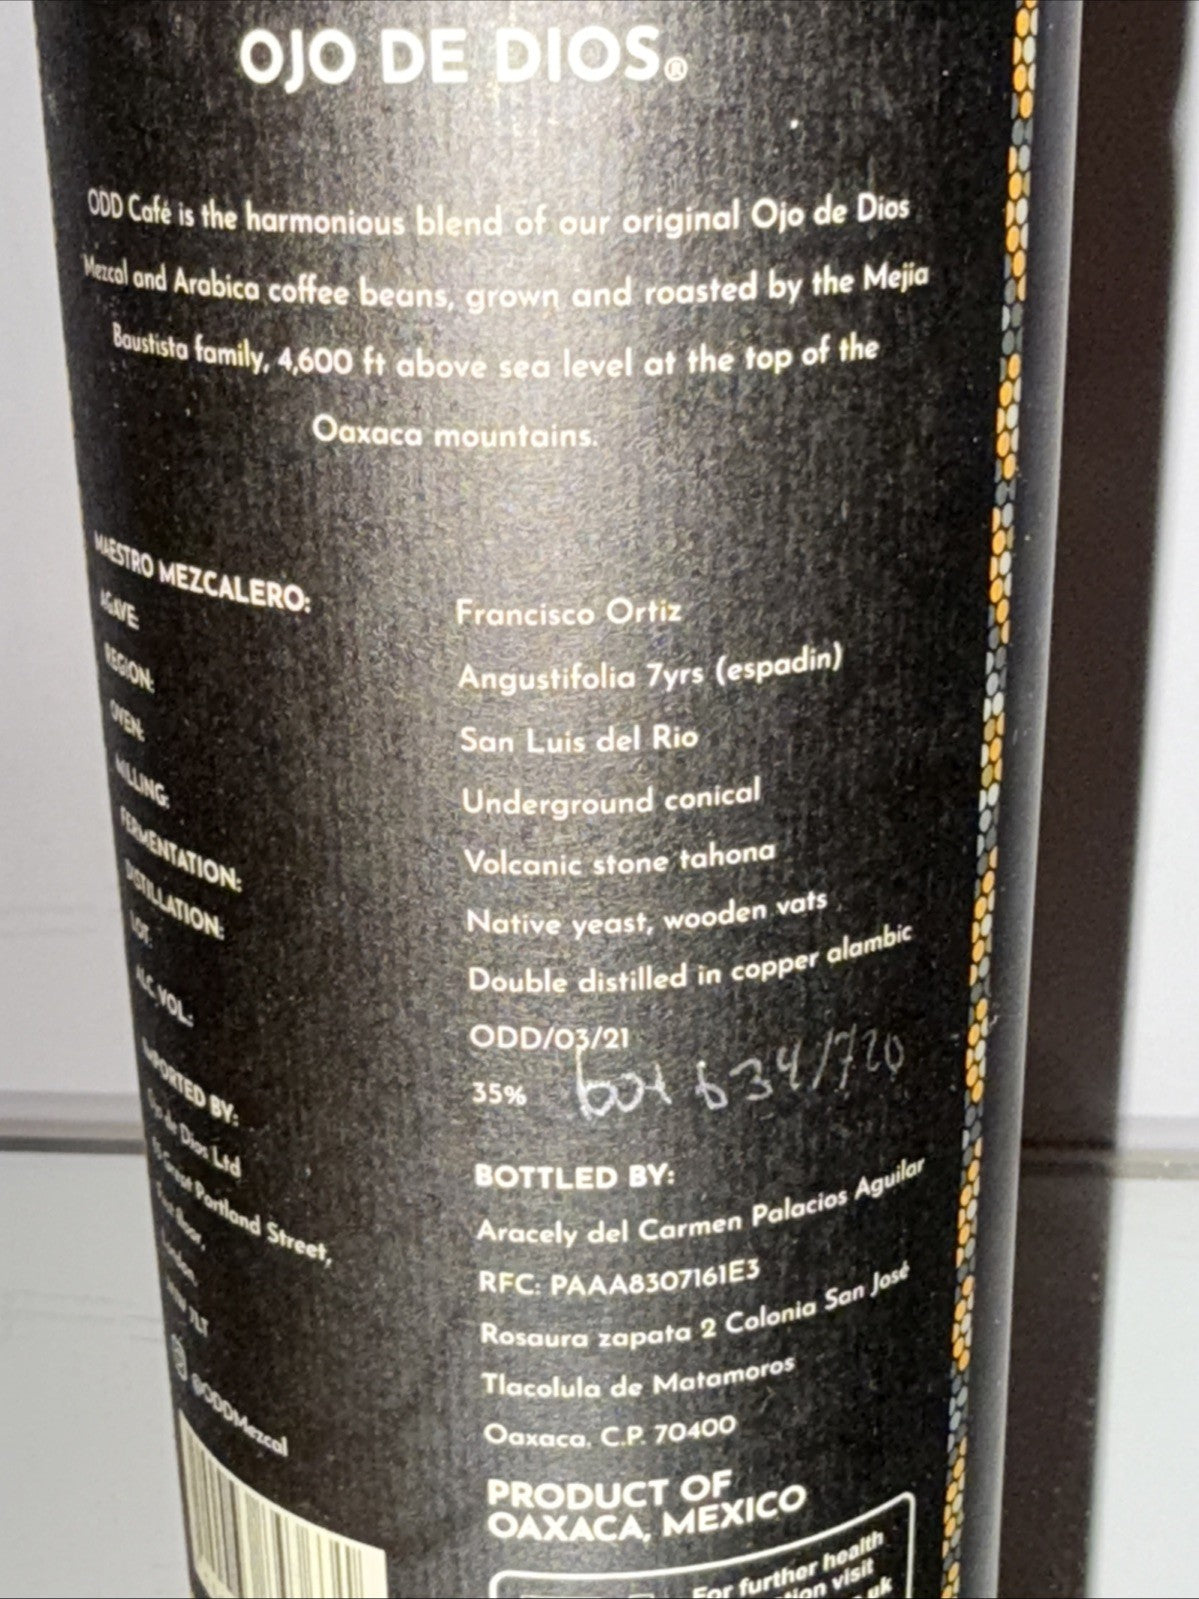 OJO DE DIOS®
ODD Café is the harmonious blend of our original Ojo de Dios
Mezcal and Arabica coffee beans, grown and roasted by the Mejia
Baustista family, 4,600 ft above sea level at the top of the
Oaxaca mountains.
MAESTRO MEZCALERO: Francisco Ortiz
AGAVE Angustifolia 7yrs (espadin)
REGION: San Luis del Rio
OVEN: Underground conical
MILLING: Volcanic stone tahona
FERMENTATION: Native yeast, wooden vats
DISTILLATION: Double distilled in copper alambic
LOT: ODD/03/21
ALC. VOL.: 35% 634/720
IMPORTED BY:
Ojo de Dios Ltd
Portland Street,
floor,
London
7LT
@ODDMezcal
BOTTLED BY:
Aracely del Carmen Palacios Aguilar
RFC: PAAA8307161E3
Rosaura zapata 2 Colonia San José
Tlacolula de Matamoros
Oaxaca. C.P. 70400
PRODUCT OF
OAXACA, MEXICO
For further health
visit
uk